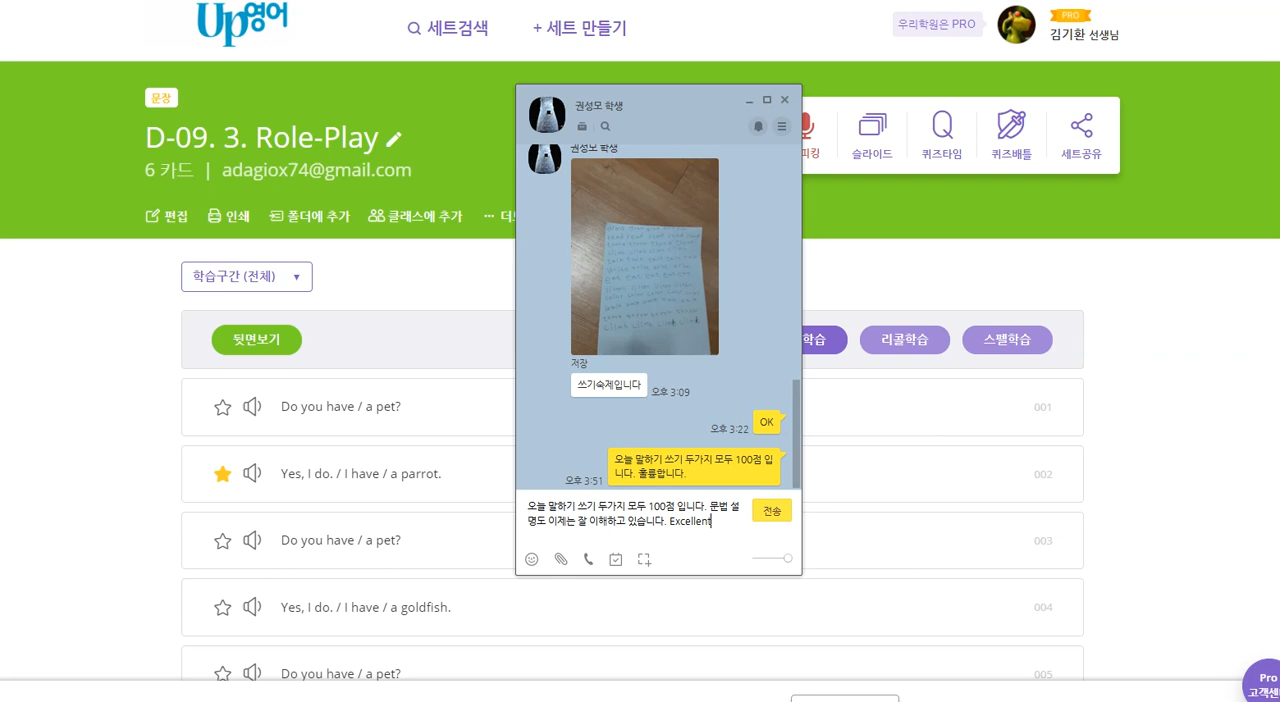 Up영어
세트검색
+ 세트 만들기
우리학원은 PRO
PRO
김기환 선생님
문장
D-09. 3. Role-Play
6 카드 | adagiox74@gmail.com
편집
인쇄
폴더에 추가
클래스에 추가
피킹
슬라이드
퀴즈타임
퀴즈배틀
세트공유
학습구간 (전체) ▼
뒷면보기
학습
리콜학습
스펠학습
Do you have / a pet?
001
Yes, I do. / I have / a parrot.
002
Do you have / a pet?
003
Yes, I do. / I have / a goldfish.
004
Do you have / a pet?
005
Pro
고객센
권성모 학생
권성모 학생
저장
쓰기숙제입니다
오후 3:09
OK
오후 3:22
오늘 말하기 쓰기 두가지 모두 100점 입
니다. 훌륭합니다.
오후 3:51
오늘 말하기 쓰기 두가지 모두 100점 입니다. 문법 설
명도 이제는 잘 이해하고 있습니다. Excellent
전송